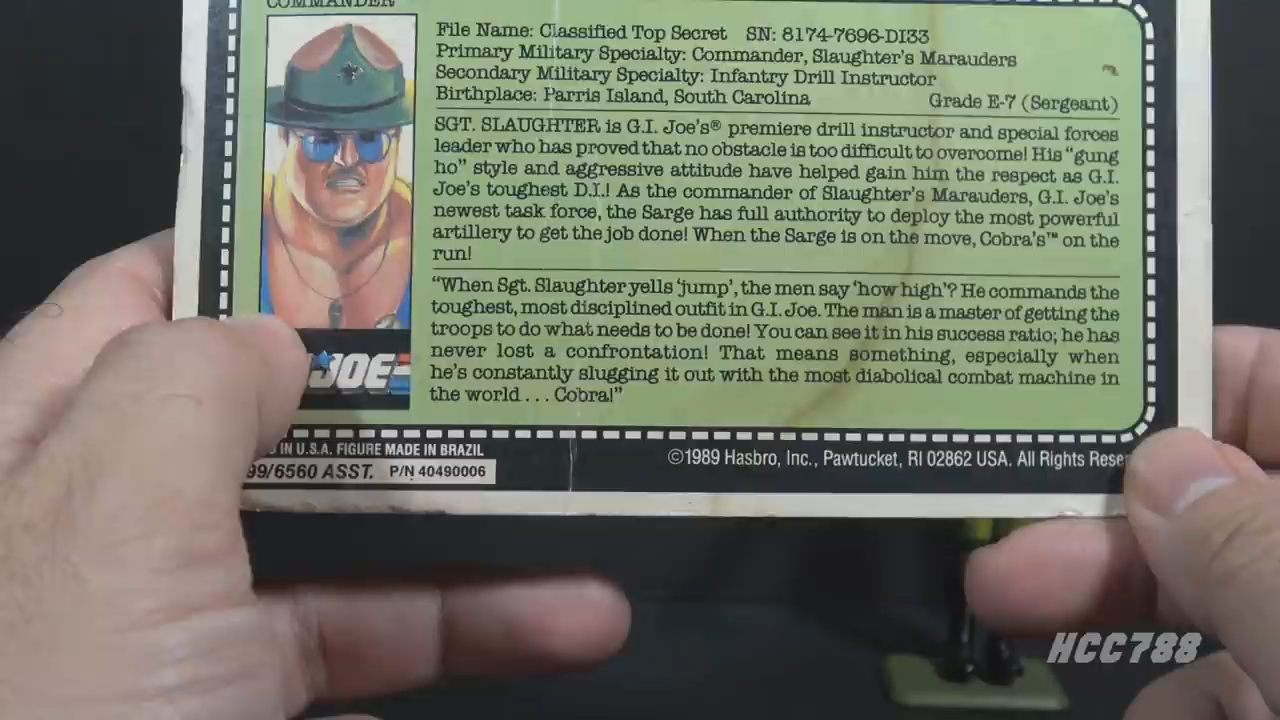 COMMANDER
File Name: Classified Top Secret SN: 8174-7696-DI33
Primary Military Specialty: Commander, Slaughter's Marauders
Secondary Military Specialty: Infantry Drill Instructor
Birthplace: Parris Island, South Carolina Grade E-7 (Sergeant)
SGT. SLAUGHTER is G.I. Joe's® premiere drill instructor and special forces
leader who has proved that no obstacle is too difficult to overcome! His "gung
ho" style and aggressive attitude have helped gain him the respect as G.I.
Joe's toughest D.I.! As the commander of Slaughter's Marauders, G.I. Joe's
newest task force, the Sarge has full authority to deploy the most powerful
artillery to get the job done! When the Sarge is on the move, Cobra's™ on the
run!
"When Sgt. Slaughter yells 'jump', the men say 'how high'? He commands the
toughest, most disciplined outfit in G.I. Joe. The man is a master of getting the
troops to do what needs to be done! You can see it in his success ratio; he has
never lost a confrontation! That means something, especially when
he's constantly slugging it out with the most diabolical combat machine in
the world . . . Cobra!"
JOE
IN U.S.A. FIGURE MADE IN BRAZIL
99/6560 ASST. P/N 40490006
©1989 Hasbro, Inc., Pawtucket, RI 02862 USA. All Rights Reser
HCC788